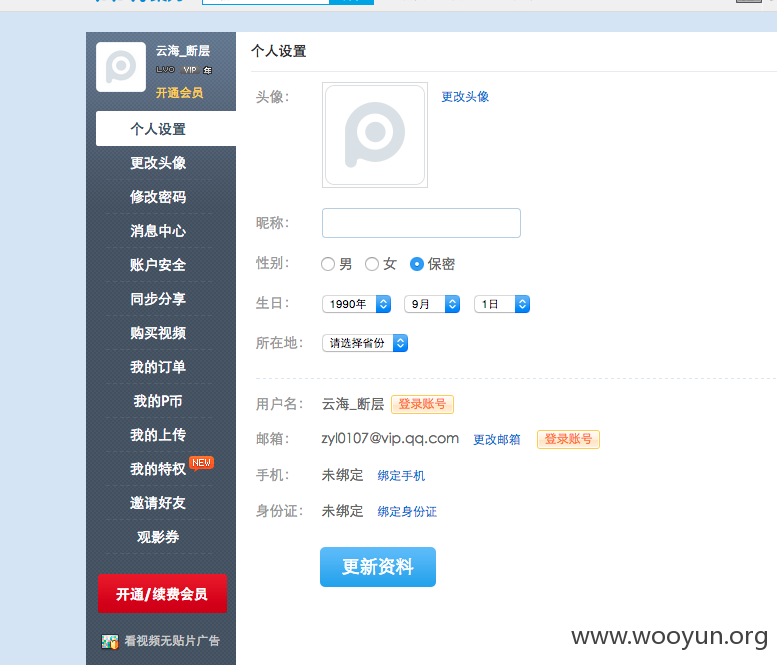 云海_断层
VIP 年
开通会员
个人设置
更改头像
修改密码
消息中心
账户安全
同步分享
购买视频
我的订单
我的P币
我的上传
我的特权 NEW
邀请好友
观影券
开通/续费会员
看视频无贴片广告
个人设置
头像:
更改头像
昵称:
性别: 男 女 保密
生日: 1990年 9月 1日
所在地: 请选择省份
用户名: 云海_断层 登录账号
邮箱: zyl0107@vip.qq.com 更改邮箱 登录账号
手机: 未绑定 绑定手机
身份证: 未绑定 绑定身份证
更新资料
www.wooyun.org